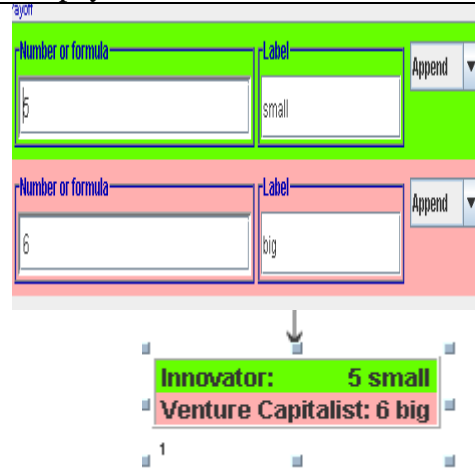 Payoff
Number or formula Label
Append
5 small
Number or formula Label
Append
6 big
Innovator: 5 small
Venture Capitalist: 6 big
1